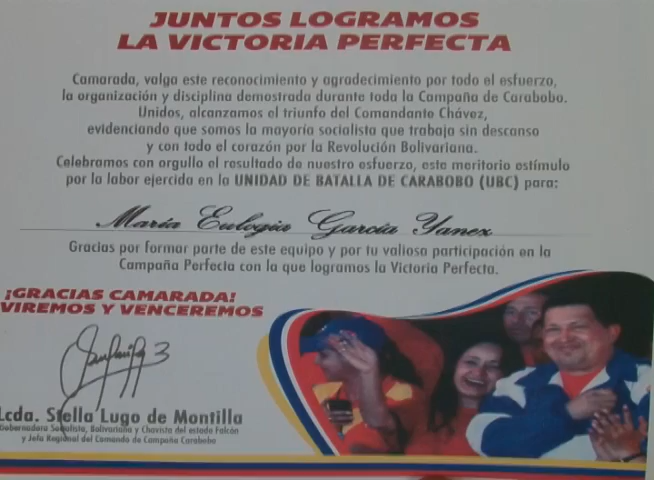 JUNTOS LOGRAMOS
LA VICTORIA PERFECTA
Camarada, valga este reconocimiento y agradecimiento por todo el esfuerzo,
la organización y disciplina demostrada durante toda la Campaña de Carabobo.
Unidos, alcanzamos el triunfo del Comandante Chávez,
evidenciando que somos la mayoría socialista que trabaja sin descanso
y con todo el corazón por la Revolución Bolivariana.
Celebramos con orgullo el resultado de nuestro esfuerzo, este meritorio estímulo
por la labor ejercida en la UNIDAD DE BATALLA DE CARABOBO (UBC) para:
María Eulogia García Yanez
Gracias por formar parte de este equipo y por tu valiosa participación en la
Campaña Perfecta con la que logramos la Victoria Perfecta.
¡GRACIAS CAMARADA!
VIREMOS Y VENCEREMOS
Lcda. Stella Lugo de Montilla
Gobernadora Socialista, Bolivariana y Chavista del estado Falcón
y Jefa Regional del Comando de Campaña Carabobo